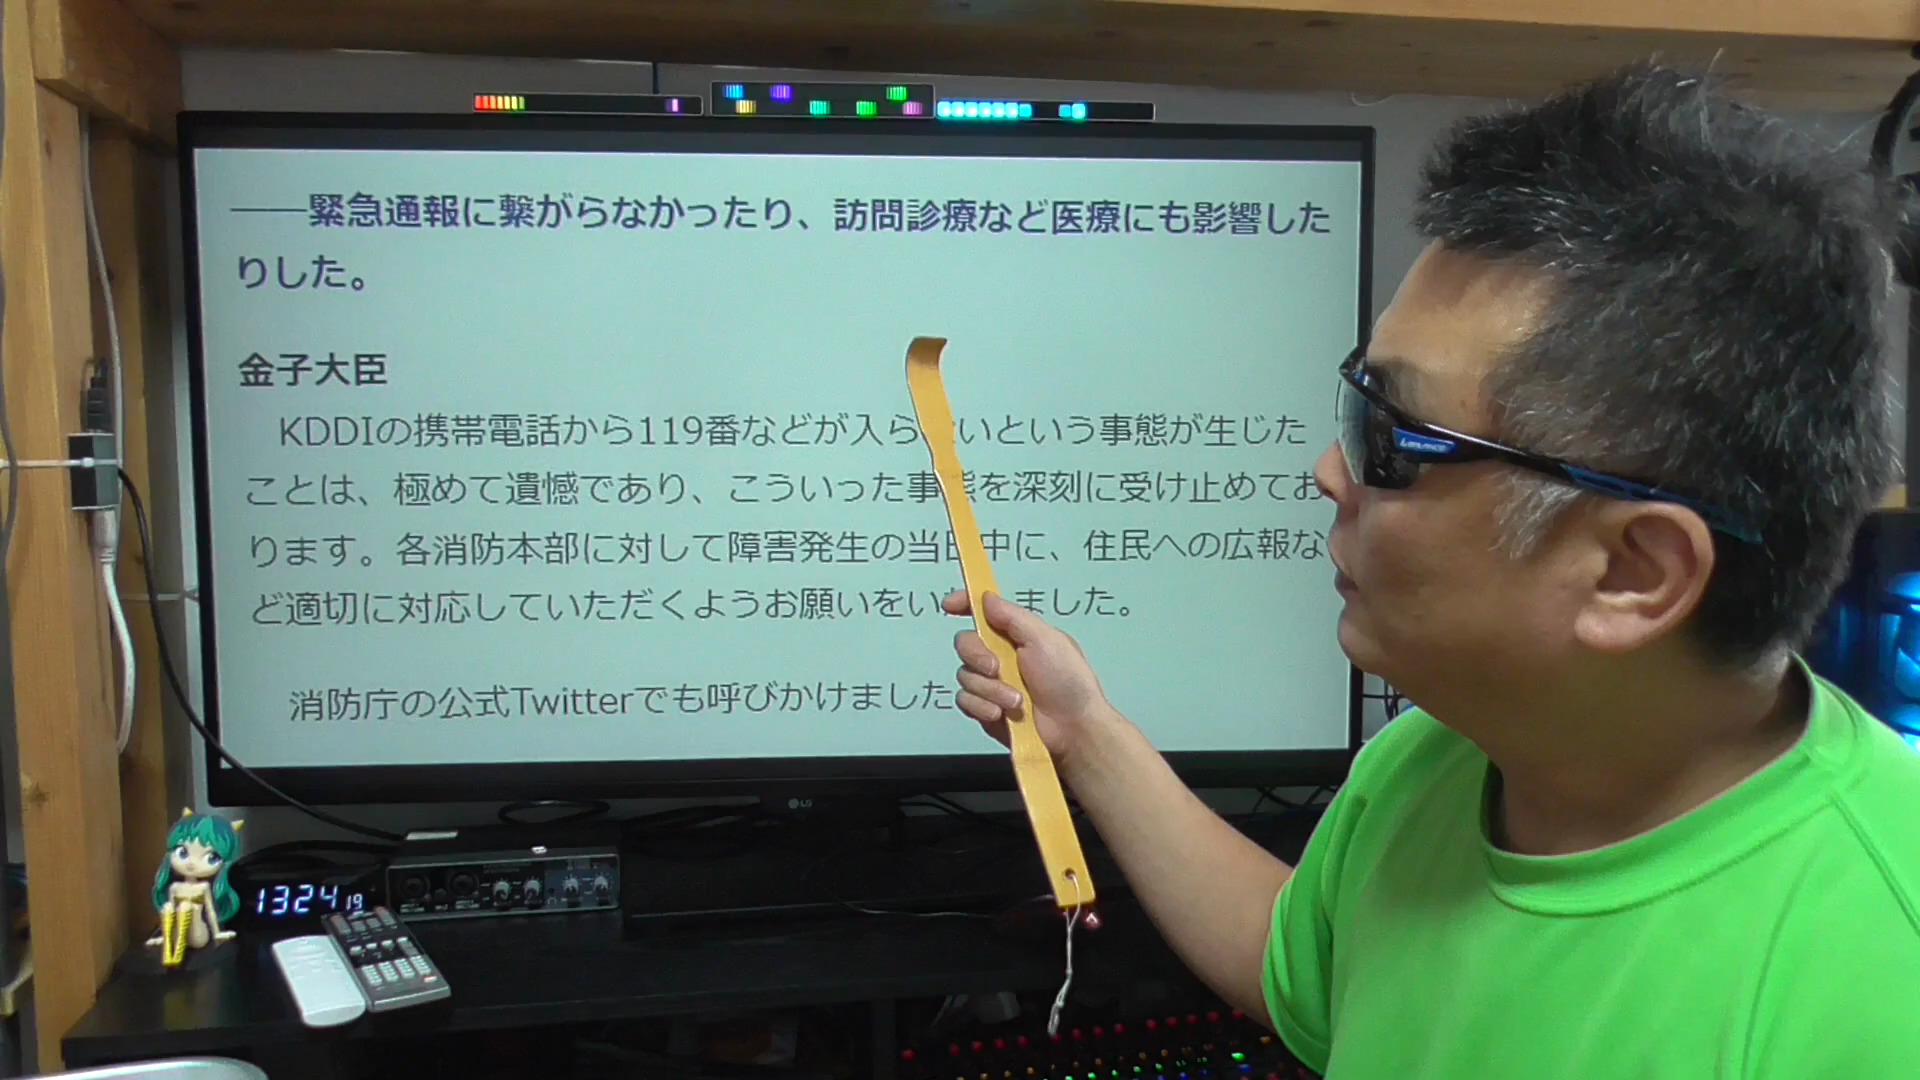 ――緊急通報に繋がらなかったり、訪問診療など医療にも影響した
りした。
金子大臣
KDDIの携帯電話から119番などが入らないという事態が生じた
ことは、極めて遺憾であり、こういった事態を深刻に受け止めてお
ります。各消防本部に対して障害発生の当日中に、住民への広報な
ど適切に対応していただくようお願いをいたしました。
消防庁の公式Twitterでも呼びかけました
LG
1324 19